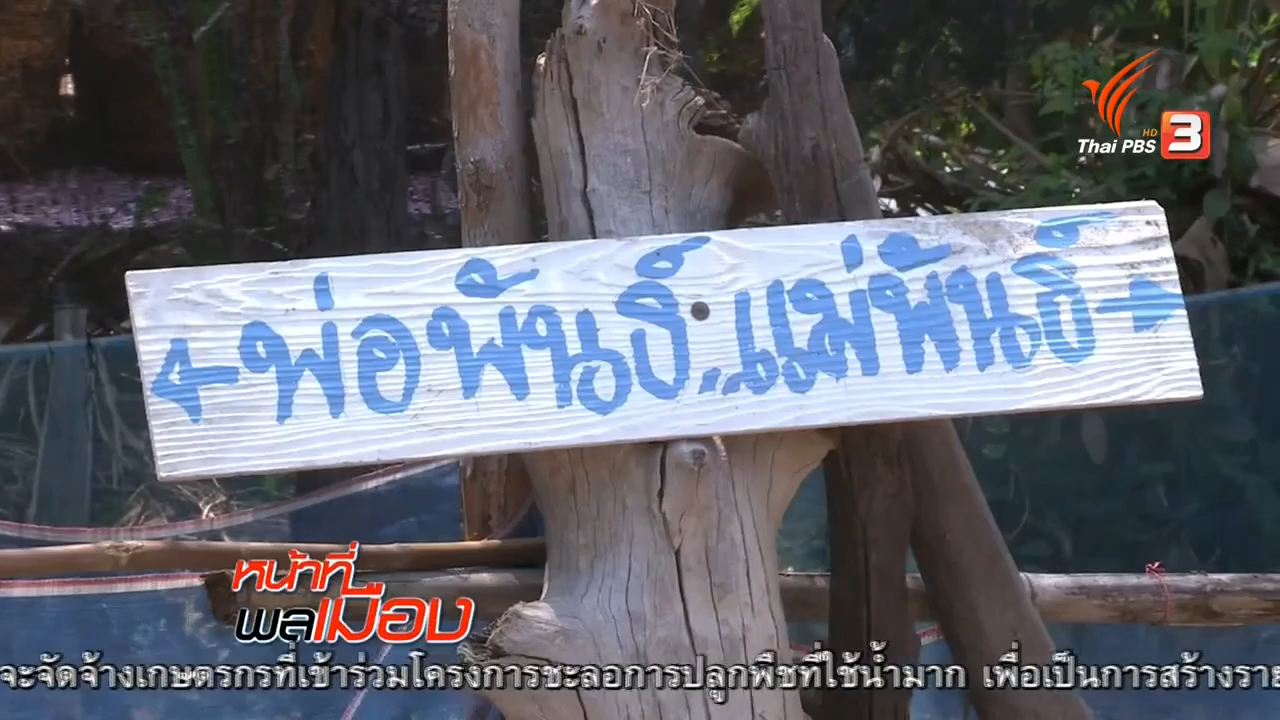 HD
Thai PBS 3
พ่อพันธุ์ แม่พันธุ์
หน้าที่
พลเมือง
จะจัดจ้างเกษตรกรที่เข้าร่วมโครงการชะลอการปลูกพืชที่ใช้น้ำมาก เพื่อเป็นการสร้างราย